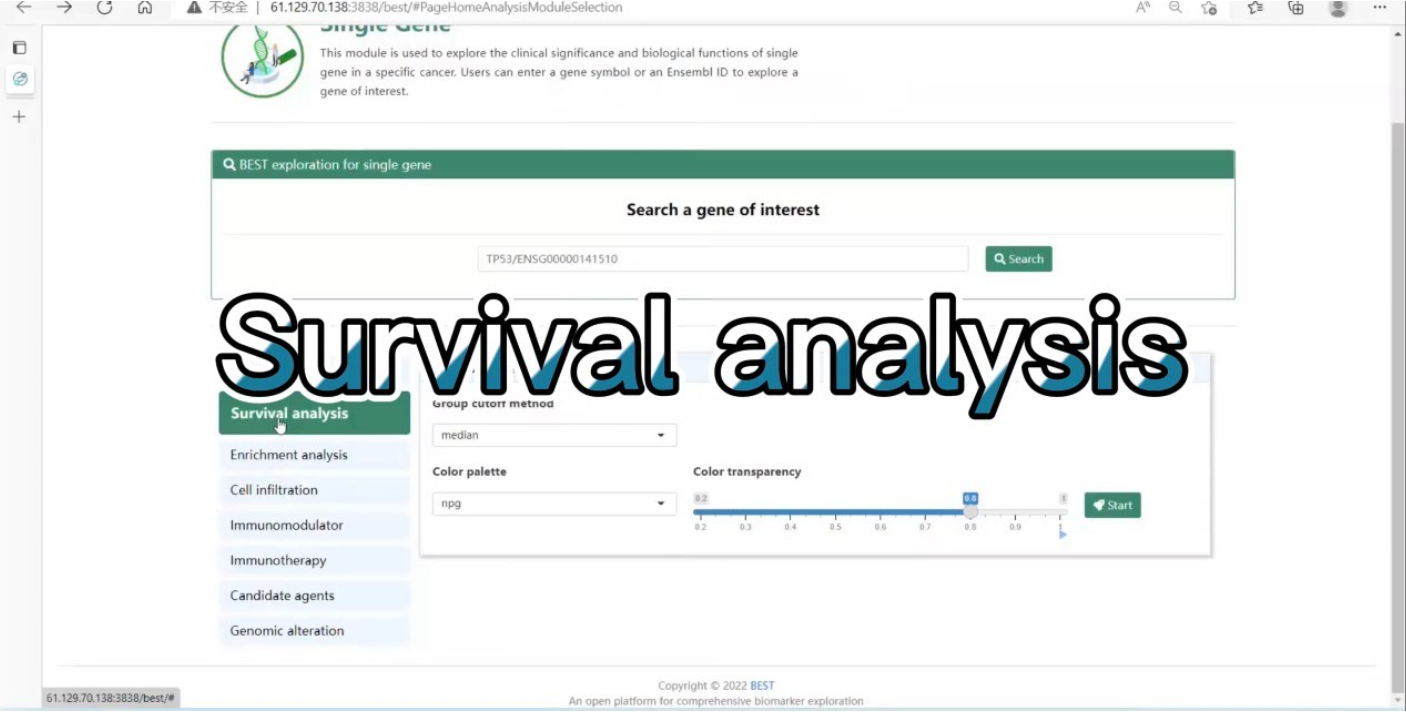 不安全 | 61.129.70.138:3838/best/#PageHomeAnalysisModuleSelection
Single Gene
This module is used to explore the clinical significance and biological functions of single
gene in a specific cancer. Users can enter a gene symbol or an Ensembl ID to explore a
gene of interest.
BEST exploration for single gene
Search a gene of interest
TP53/ENSG00000141510
Search
Survival analysis
Survival analysis
Enrichment analysis
Cell infiltration
Immunomodulator
Immunotherapy
Candidate agents
Genomic alteration
Group cutoff method
median
Color palette
npg
Color transparency
0.2 0.8 1
0.2 0.3 0.4 0.5 0.6 0.7 0.8 0.9 1
Start
Copyright © 2022 BEST
An open platform for comprehensive biomarker exploration
61.129.70.138:3838/best/#